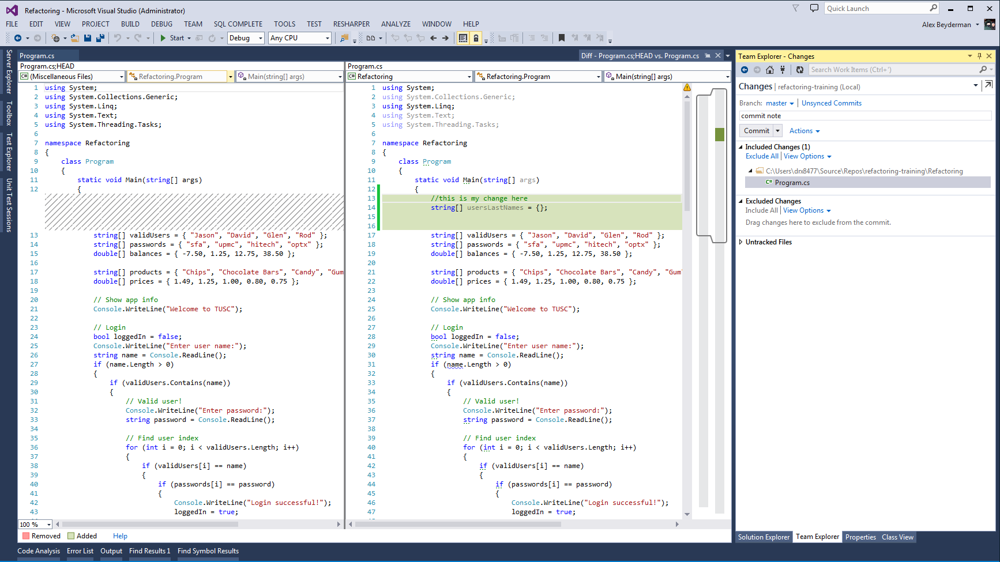 Refactoring - Microsoft Visual Studio (Administrator)
Quick Launch
FILE EDIT VIEW PROJECT BUILD DEBUG TEAM SQL COMPLETE TOOLS TEST RESHARPER ANALYZE WINDOW HELP
Alex Beyderman
Start Debug Any CPU
Server Explorer
Toolbox
Test Explorer
Unit Test Sessions
Program.cs
Diff - Program.cs;HEAD vs. Program.cs
Program.cs;HEAD
(Miscellaneous Files) Refactoring.Program Main(string[] args)
1 using System;
2 using System.Collections.Generic;
3 using System.Linq;
4 using System.Text;
5 using System.Threading.Tasks;
6
7 namespace Refactoring
8 {
9 class Program
10 {
11 static void Main(string[] args)
12 {
13 string[] validUsers = { "Jason", "David", "Glen", "Rod" };
14 string[] passwords = { "sfa", "upmc", "hitech", "optx" };
15 double[] balances = { -7.50, 1.25, 12.75, 38.50 };
16
17 string[] products = { "Chips", "Chocolate Bars", "Candy", "Gum
18 double[] prices = { 1.49, 1.25, 1.00, 0.80, 0.75 };
19
20 // Show app info
21 Console.WriteLine("Welcome to TUSC");
22
23 // Login
24 bool loggedIn = false;
25 Console.WriteLine("Enter user name:");
26 string name = Console.ReadLine();
27 if (name.Length > 0)
28 {
29 if (validUsers.Contains(name))
30 {
31 // Valid user!
32 Console.WriteLine("Enter password:");
33 string password = Console.ReadLine();
34
35 // Find user index
36 for (int i = 0; i < validUsers.Length; i++)
37 {
38 if (validUsers[i] == name)
39 {
40 if (passwords[i] == password)
41 {
42 Console.WriteLine("Login successful!");
43 loggedIn = true;
100 %
Program.cs
Refactoring Refactoring.Program Main(string[] args)
1 using System;
2 using System.Collections.Generic;
3 using System.Linq;
4 using System.Text;
5 using System.Threading.Tasks;
6
7 namespace Refactoring
8 {
9 class Program
10 {
11 static void Main(string[] args)
12 {
13 //this is my change here
14 string[] usersLastNames = {};
15
16
17 string[] validUsers = { "Jason", "David", "Glen", "Rod" };
18 string[] passwords = { "sfa", "upmc", "hitech", "optx" };
19 double[] balances = { -7.50, 1.25, 12.75, 38.50 };
20
21 string[] products = { "Chips", "Chocolate Bars", "Candy", "Gum"
22 double[] prices = { 1.49, 1.25, 1.00, 0.80, 0.75 };
23
24 // Show app info
25 Console.WriteLine("Welcome to TUSC");
26
27 // Login
28 bool loggedIn = false;
29 Console.WriteLine("Enter user name:");
30 string name = Console.ReadLine();
31 if (name.Length > 0)
32 {
33 if (validUsers.Contains(name))
34 {
35 // Valid user!
36 Console.WriteLine("Enter password:");
37 string password = Console.ReadLine();
38
39 // Find user index
40 for (int i = 0; i < validUsers.Length; i++)
41 {
42 if (validUsers[i] == name)
43 {
44 if (passwords[i] == password)
45 {
46 Console.WriteLine("Login successful!");
47 loggedIn = true;
Removed Added Help
Team Explorer - Changes
Search Work Items (Ctrl+')
Changes | refactoring-training (Local)
Branch: master Unsynced Commits
commit note
Commit Actions
Included Changes (1)
Exclude All View Options
C:\Users\drx8477\Source\Repos\refactoring-training\Refactoring
C# Program.cs
Excluded Changes
Include All View Options
Drag changes here to exclude from the commit.
Untracked Files
Solution Explorer Team Explorer Properties Class View
Code Analysis Error List Output Find Results 1 Find Symbol Results